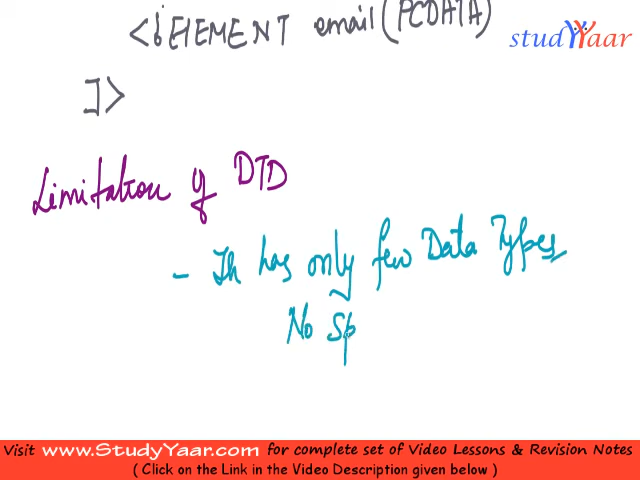 <!ELEMENT email (PCDATA)
studYYaar
]>
Limitation of DTD
- It has only few Data Types
No Sp
Visit www.StudyYaar.com for complete set of Video Lessons & Revision Notes
( Click on the Link in the Video Description given below )